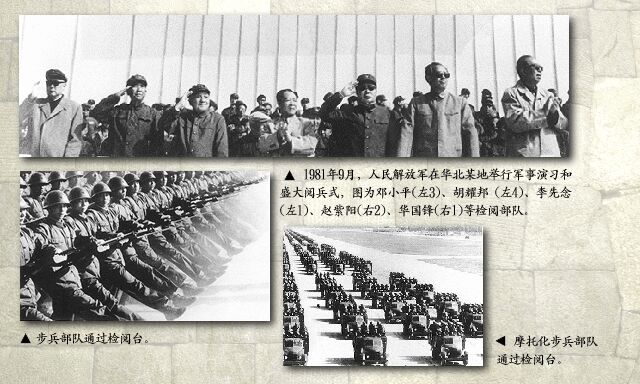 ▲ 1981年9月，人民解放军在华北某地举行军事演习和
盛大阅兵式，图为邓小平(左3)、胡耀邦 (左4)、李先念
(左1)、赵紫阳(右2)、华国锋(右1)等检阅部队。
▲ 步兵部队通过检阅台。
◀ 摩托化步兵部队
通过检阅台。